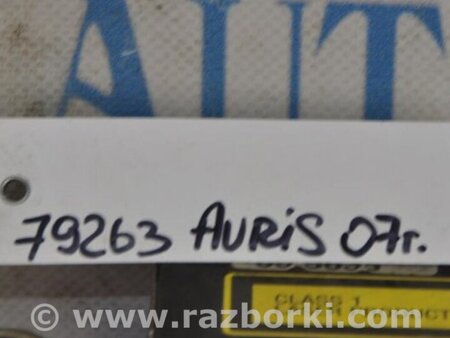 AUT
79263 AURIS 07г.
CLASS 1
© www.razborki.com